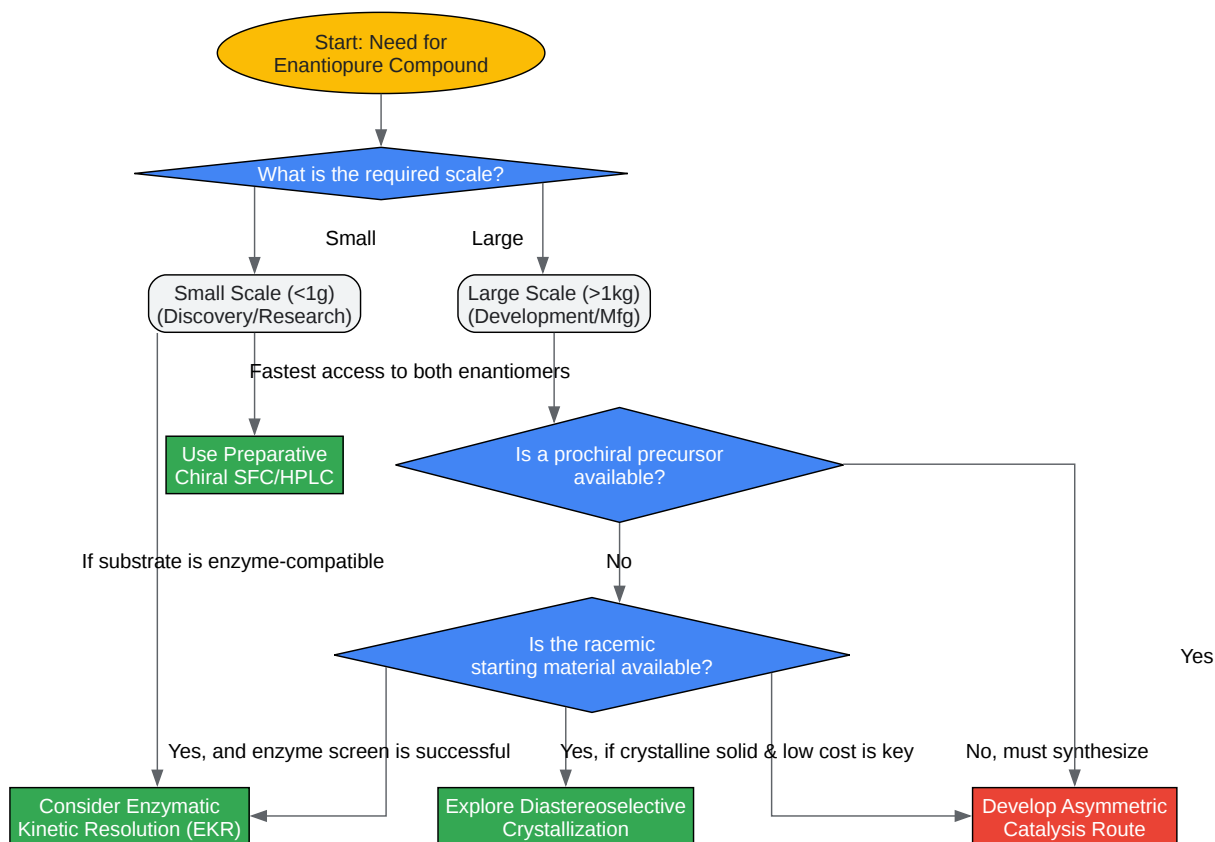 Start: Need for
Enantiopure Compound
What is the required scale?
Small
Large
Small Scale (<1g)
(Discovery/Research)
Large Scale (>1kg)
(Development/Mfg)
Fastest access to both enantiomers
Use Preparative
Chiral SFC/HPLC
Is a prochiral precursor
available?
If substrate is enzyme-compatible
No
Is the racemic
starting material available?
Yes
Yes, and enzyme screen is successful
Yes, if crystalline solid & low cost is key
No, must synthesize
Consider Enzymatic
Kinetic Resolution (EKR)
Explore Diastereoselective
Crystallization
Develop Asymmetric
Catalysis Route